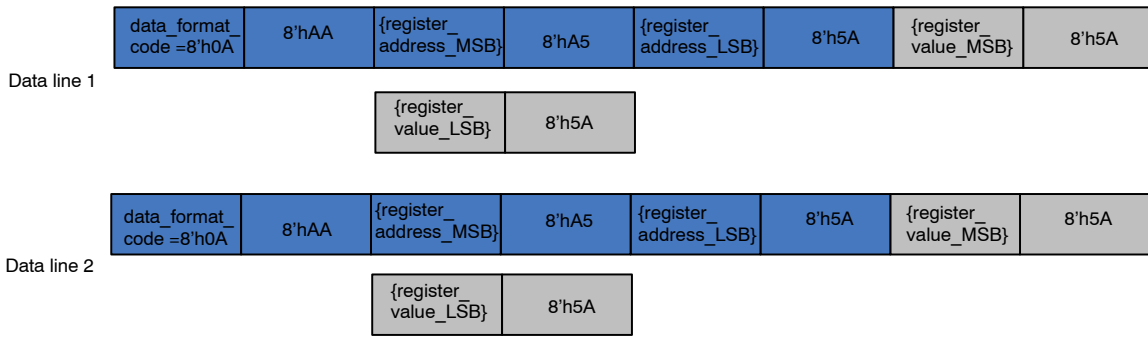 data_format_
code =8'h0A
8'hAA
{register_
address_MSB}
8'hA5
{register_
address_LSB}
8'h5A
{register_
value_MSB}
8'h5A
Data line 1
{register_
value_LSB}
8'h5A
data_format_
code =8'h0A
8'hAA
{register_
address_MSB}
8'hA5
{register_
address_LSB}
8'h5A
{register_
value_MSB}
8'h5A
Data line 2
{register_
value_LSB}
8'h5A